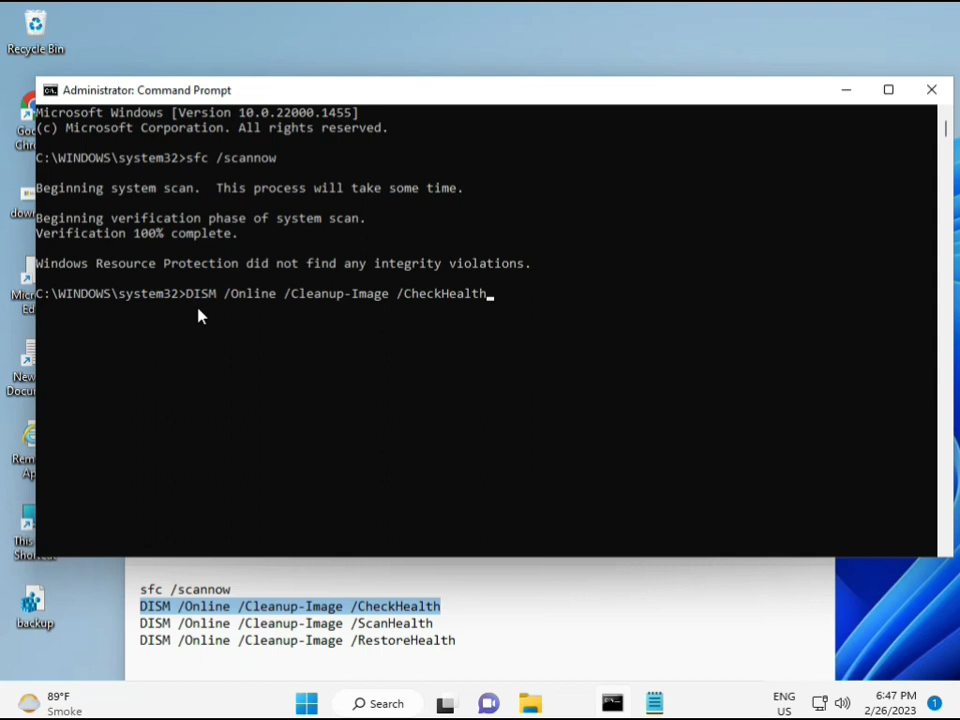 Recycle Bin
Administrator: Command Prompt
Microsoft Windows [Version 10.0.22000.1455]
(c) Microsoft Corporation. All rights reserved.
C:\WINDOWS\system32>sfc /scannow
Beginning system scan.  This process will take some time.
Beginning verification phase of system scan.
Verification 100% complete.
Windows Resource Protection did not find any integrity violations.
C:\WINDOWS\system32>DISM /Online /Cleanup-Image /CheckHealth
New
This
backup
sfc /scannow
DISM /Online /Cleanup-Image /CheckHealth
DISM /Online /Cleanup-Image /ScanHealth
DISM /Online /Cleanup-Image /RestoreHealth
89°F
Smoke
Search
ENG
US
6:47 PM
2/26/2023
1